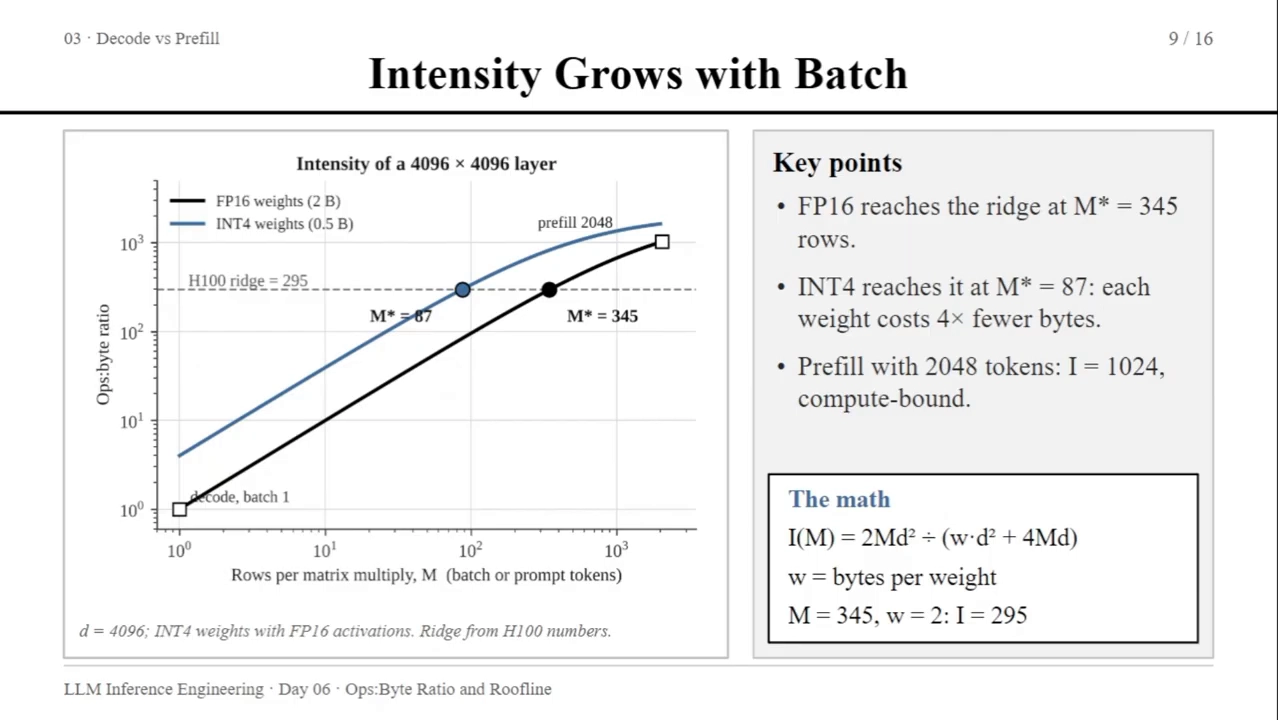 03 · Decode vs Prefill
9 / 16
Intensity Grows with Batch
Intensity of a 4096 × 4096 layer
FP16 weights (2 B)
INT4 weights (0.5 B)
prefill 2048
H100 ridge = 295
M* = 87
M* = 345
decode, batch 1
Ops:byte ratio
10³
10²
10¹
10⁰
10⁰ 10¹ 10² 10³
Rows per matrix multiply, M (batch or prompt tokens)
d = 4096; INT4 weights with FP16 activations. Ridge from H100 numbers.
Key points
• FP16 reaches the ridge at M* = 345
rows.
• INT4 reaches it at M* = 87: each
weight costs 4× fewer bytes.
• Prefill with 2048 tokens: I = 1024,
compute-bound.
The math
I(M) = 2Md² ÷ (w·d² + 4Md)
w = bytes per weight
M = 345, w = 2: I = 295
LLM Inference Engineering · Day 06 · Ops:Byte Ratio and Roofline